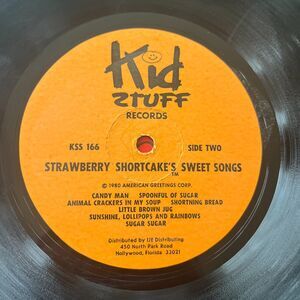 Kid
STUFF
RECORDS
KSS 166 SIDE TWO
STRAWBERRY SHORTCAKE'S SWEET SONGS
TM
© 1980 AMERICAN GREETINGS CORP.
CANDY MAN SPOONFUL OF SUGAR
ANIMAL CRACKERS IN MY SOUP SHORTNING BREAD
LITTLE BROWN JUG
SUNSHINE, LOLLIPOPS AND RAINBOWS
SUGAR SUGAR
Distributed by IJE Distributing
450 North Park Road
Hollywood, Florida 33021